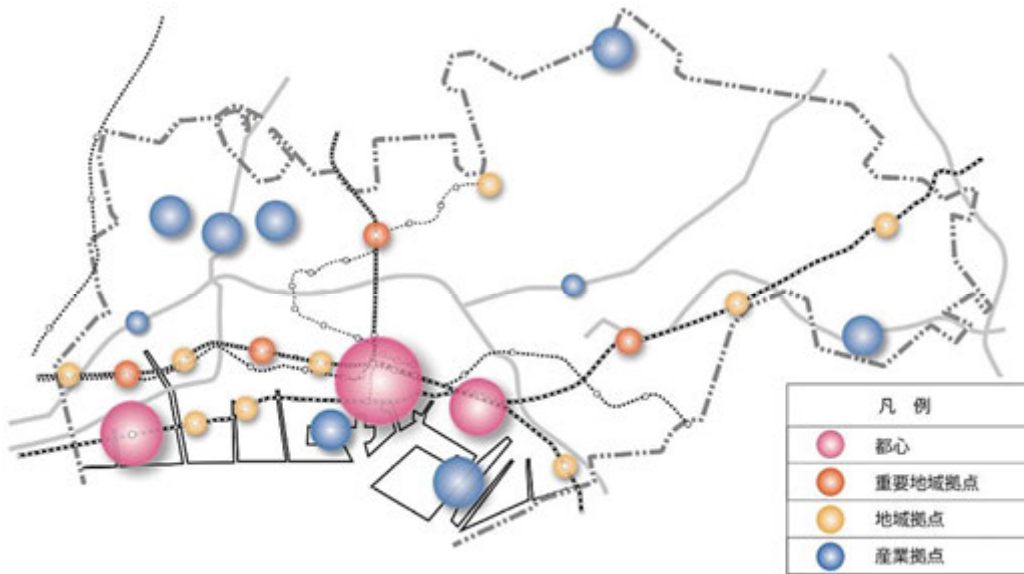 凡 例
都心
重要地域拠点
地域拠点
産業拠点